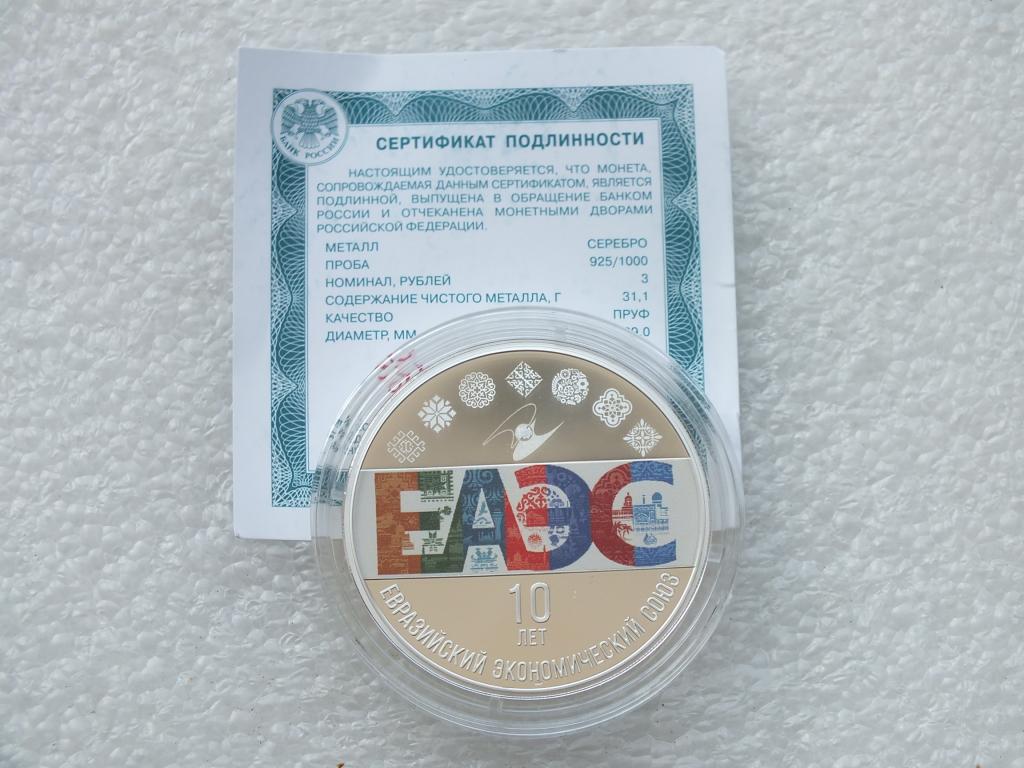 БАНК РОССИИ
СЕРТИФИКАТ ПОДЛИННОСТИ
НАСТОЯЩИМ УДОСТОВЕРЯЕТСЯ, ЧТО МОНЕТА,
СОПРОВОЖДАЕМАЯ ДАННЫМ СЕРТИФИКАТОМ, ЯВЛЯЕТСЯ
ПОДЛИННОЙ, ВЫПУЩЕНА В ОБРАЩЕНИЕ БАНКОМ
РОССИИ И ОТЧЕКАНЕНА МОНЕТНЫМИ ДВОРАМИ
РОССИЙСКОЙ ФЕДЕРАЦИИ.
МЕТАЛЛ СЕРЕБРО
ПРОБА 925/1000
НОМИНАЛ, РУБЛЕЙ 3
СОДЕРЖАНИЕ ЧИСТОГО МЕТАЛЛА, Г 31,1
КАЧЕСТВО ПРУФ
ДИАМЕТР, ММ
ЕАЭС
10
ЛЕТ
ЕВРАЗИЙСКИЙ ЭКОНОМИЧЕСКИЙ СОЮЗ